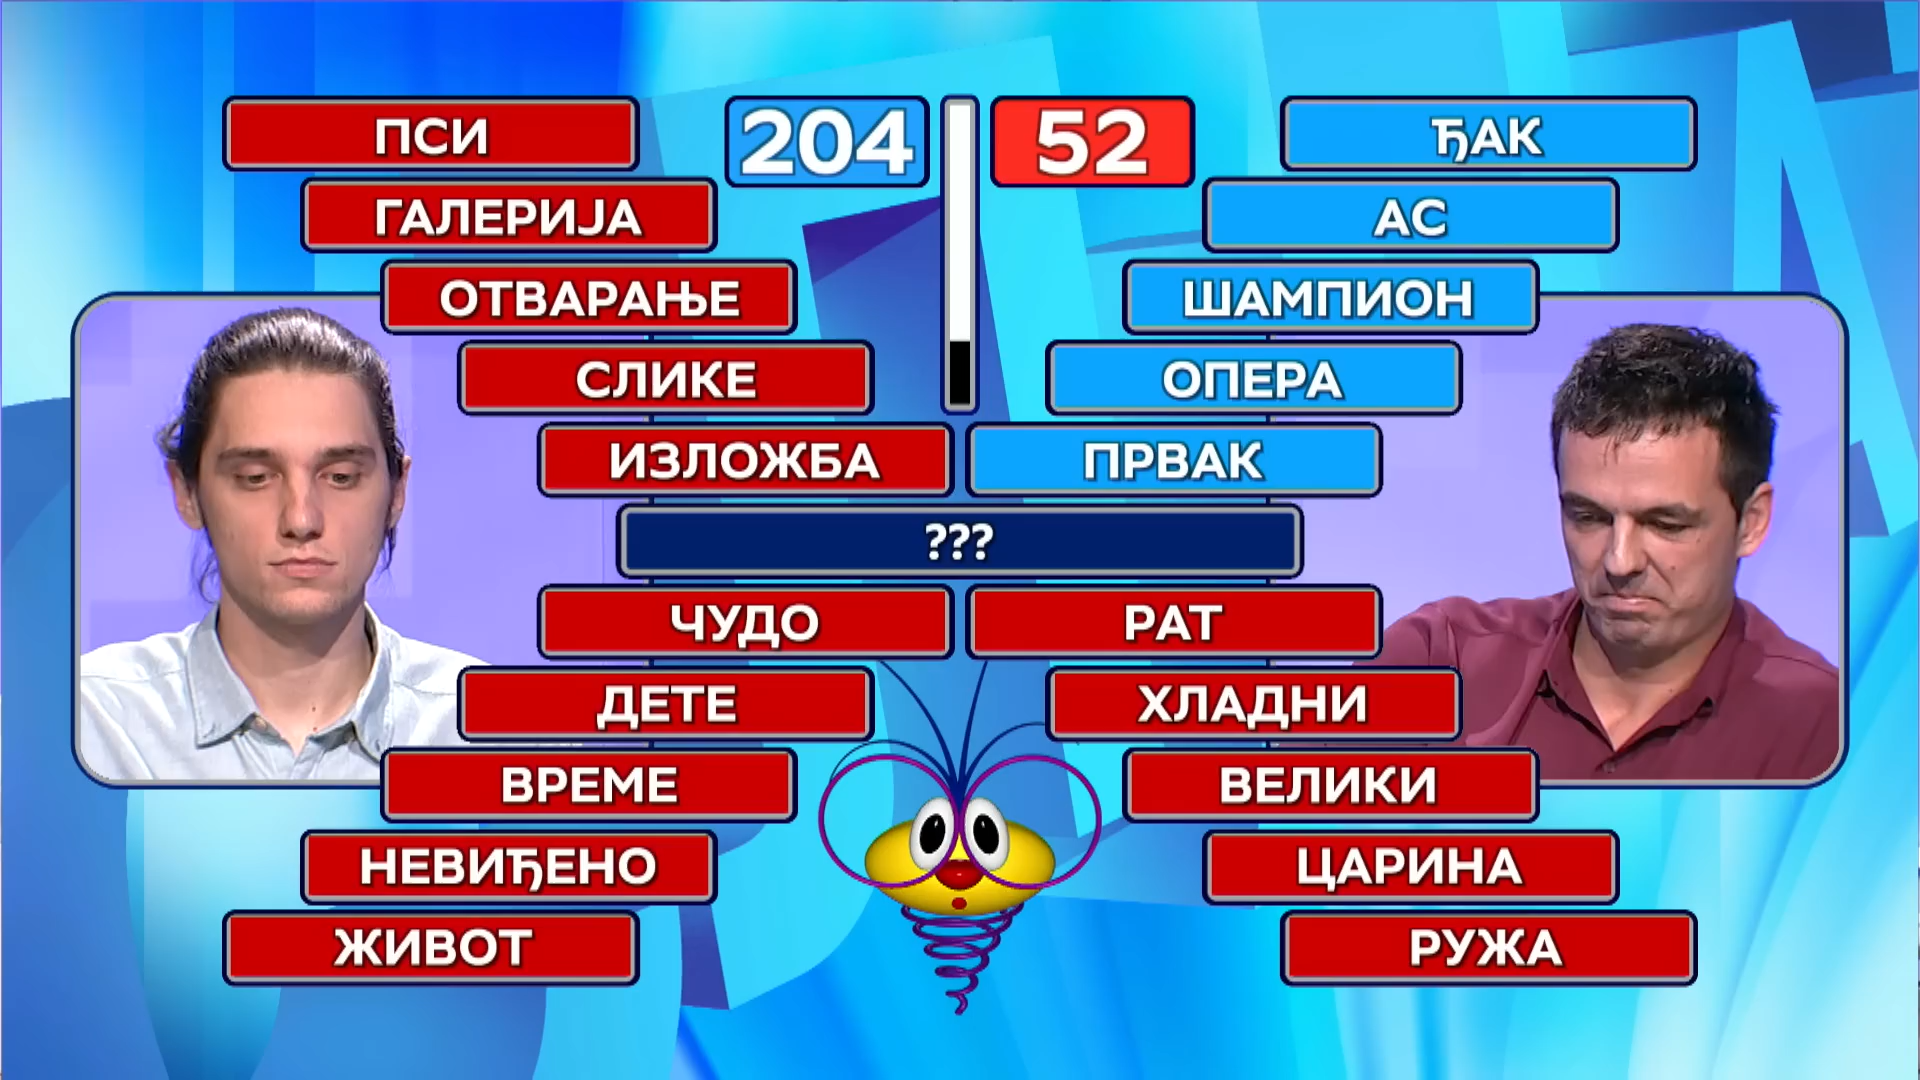 ПСИ
204
52
ЂАК
ГАЛЕРИЈА
АС
ОТВАРАЊЕ
ШАМПИОН
СЛИКЕ
ОПЕРА
ИЗЛОЖБА
ПРВАК
???
ЧУДО
РАТ
ДЕТЕ
ХЛАДНИ
ВРЕМЕ
ВЕЛИКИ
НЕВИЂЕНО
ЦАРИНА
ЖИВОТ
РУЖА